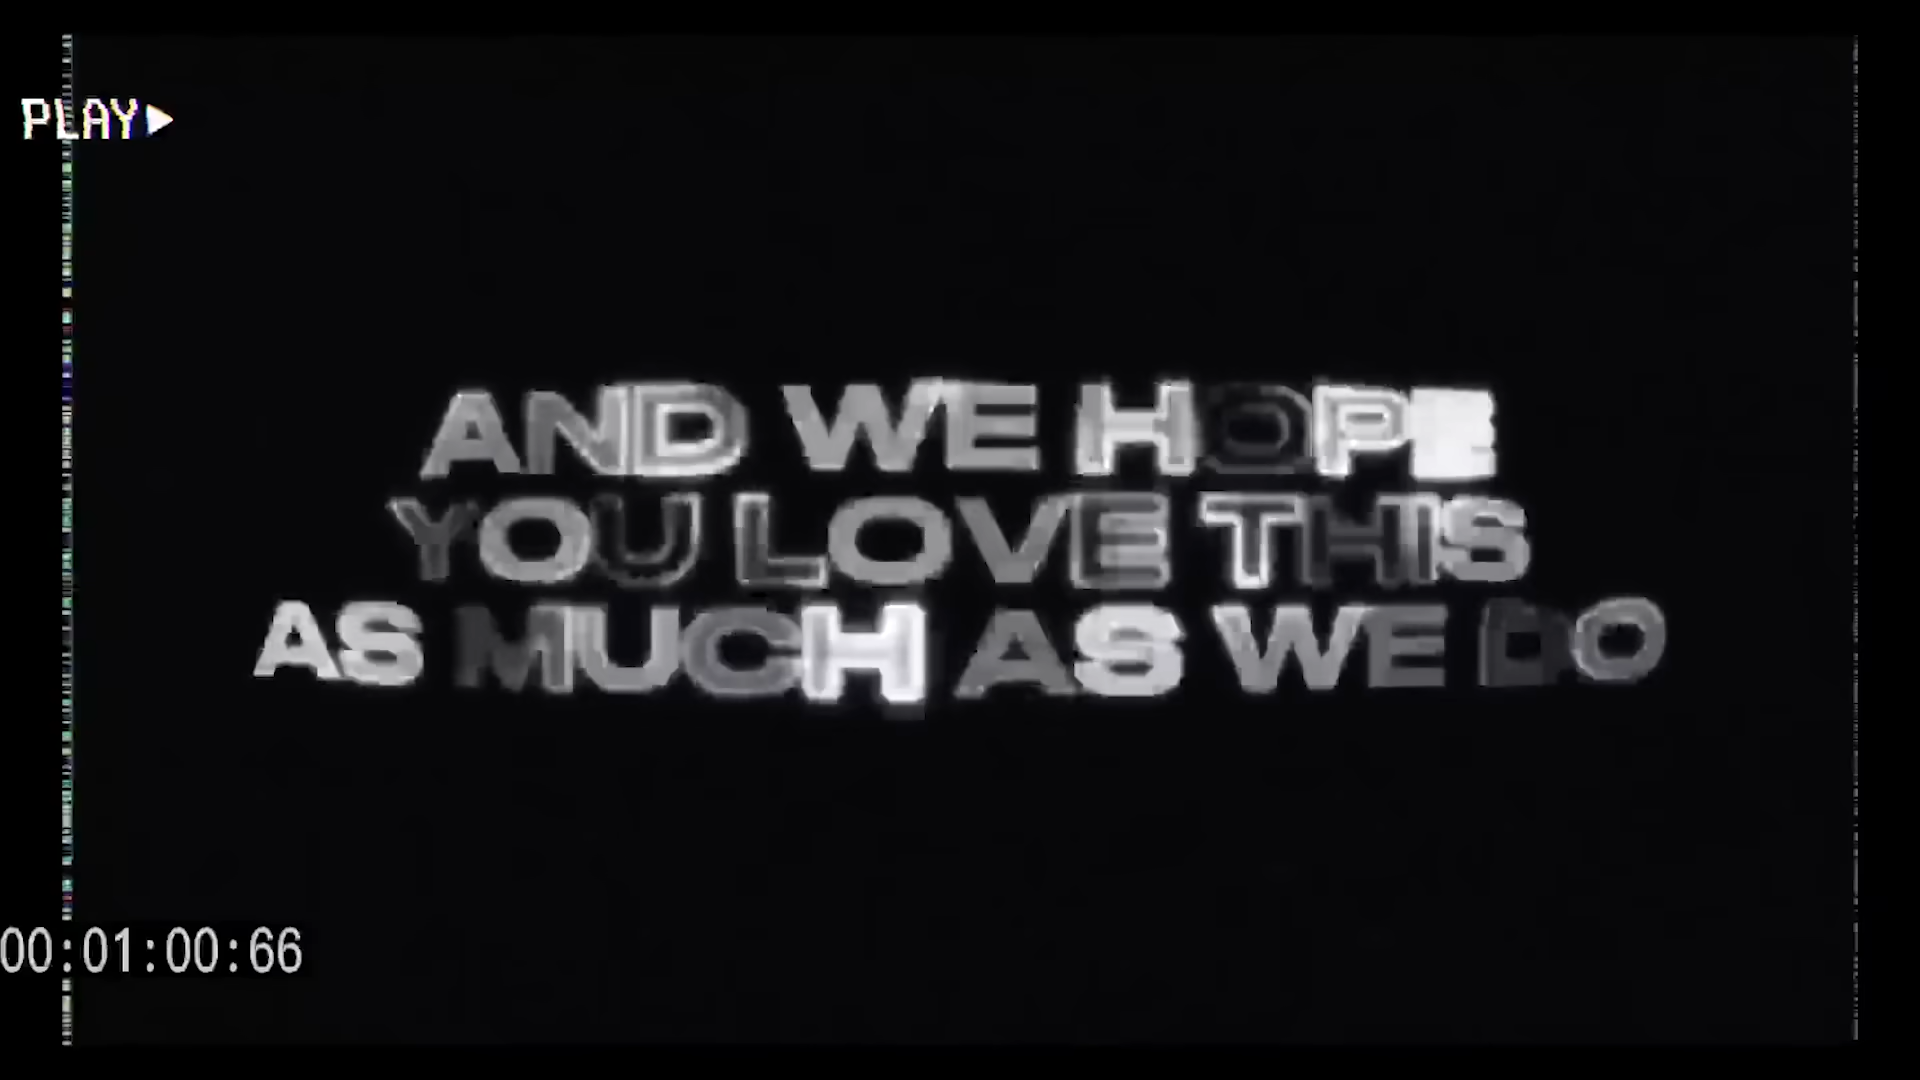 PLAY▶
AND WE HOPE
YOU LOVE THIS
AS MUCH AS WE DO
00:01:00:66